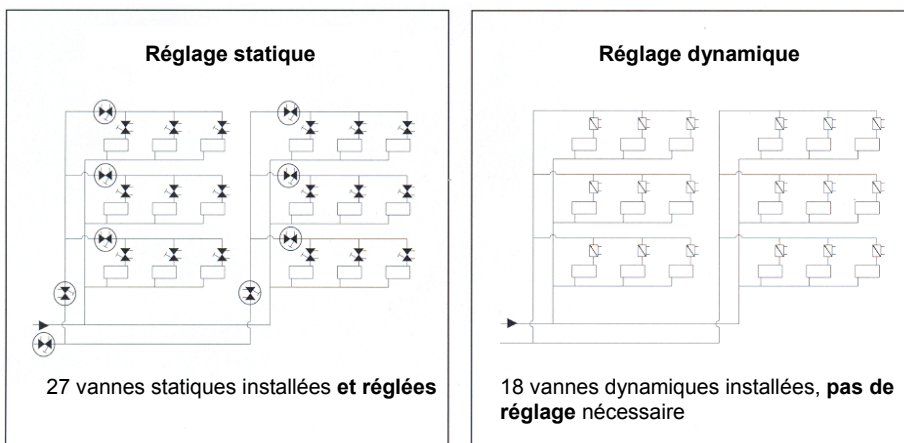 Réglage statique
27 vannes statiques installées et réglées
Réglage dynamique
18 vannes dynamiques installées, pas de
réglage nécessaire